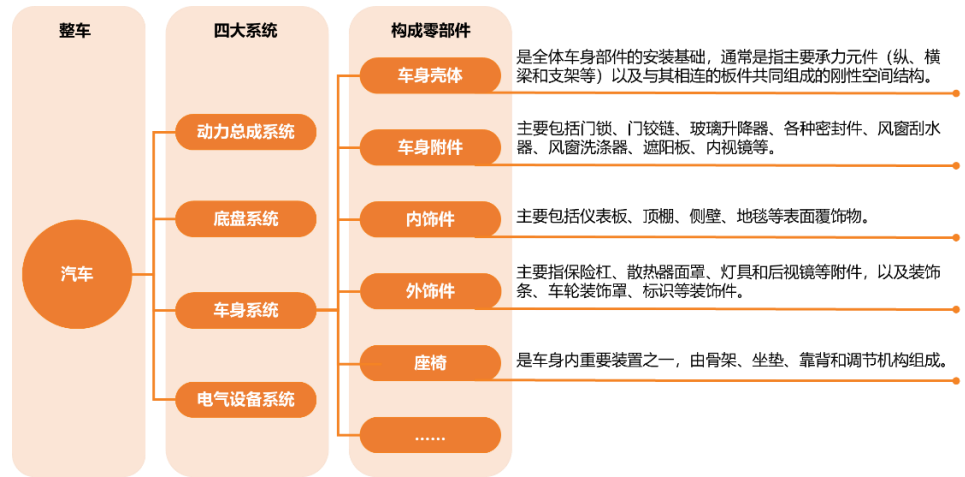 整车
四大系统
构成零部件
汽车
动力总成系统
底盘系统
车身系统
电气设备系统
车身壳体
是全体车身部件的安装基础，通常是指主要承力元件（纵、横
梁和支架等）以及与其相连的板件共同组成的刚性空间结构。
车身附件
主要包括门锁、门铰链、玻璃升降器、各种密封件、风窗刮水
器、风窗洗涤器、遮阳板、内视镜等。
内饰件
主要包括仪表板、顶棚、侧壁、地毯等表面覆饰物。
外饰件
主要指保险杠、散热器面罩、灯具和后视镜等附件，以及装饰
条、车轮装饰罩、标识等装饰件。
座椅
是车身内重要装置之一，由骨架、坐垫、靠背和调节机构组成。
……